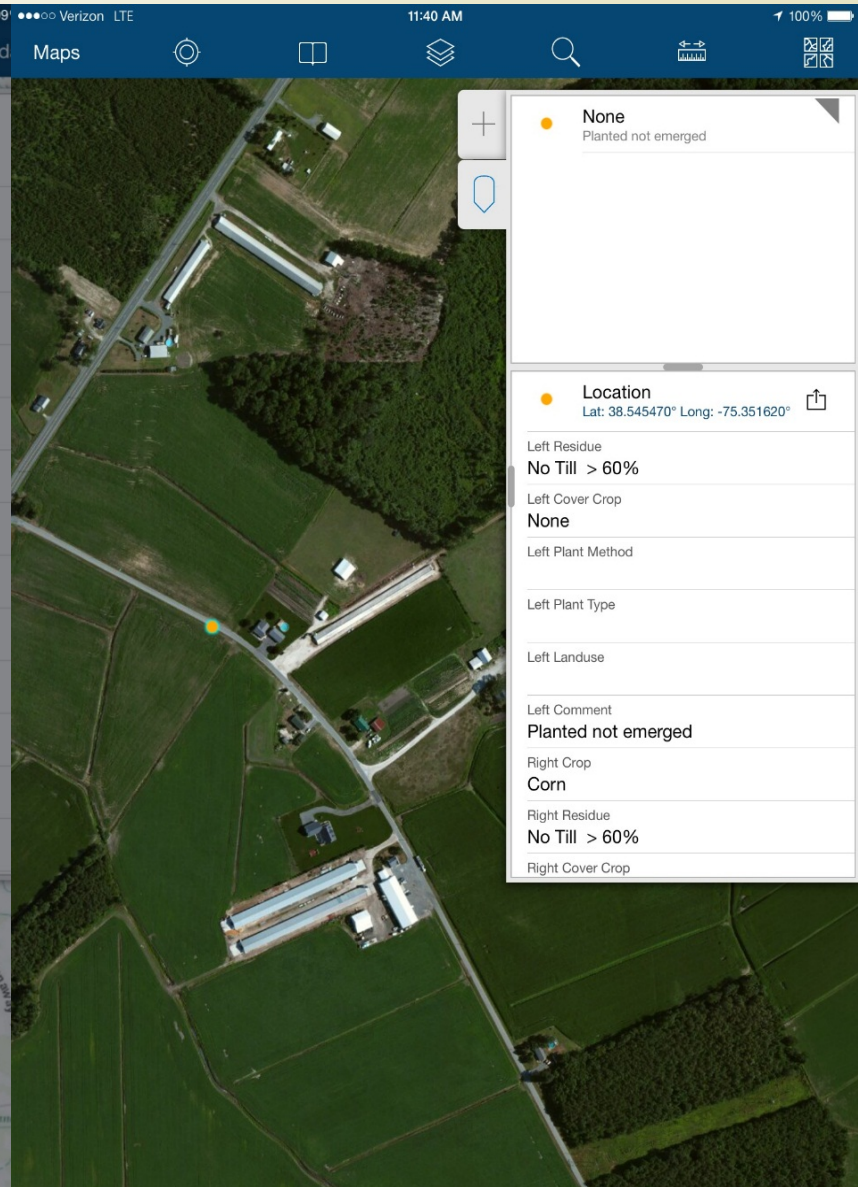 Verizon LTE
11:40 AM
100%
Maps
None
Planted not emerged
Location
Lat: 38.545470° Long: -75.351620°
Left Residue
No Till > 60%
Left Cover Crop
None
Left Plant Method
Left Plant Type
Left Landuse
Left Comment
Planted not emerged
Right Crop
Corn
Right Residue
No Till > 60%
Right Cover Crop